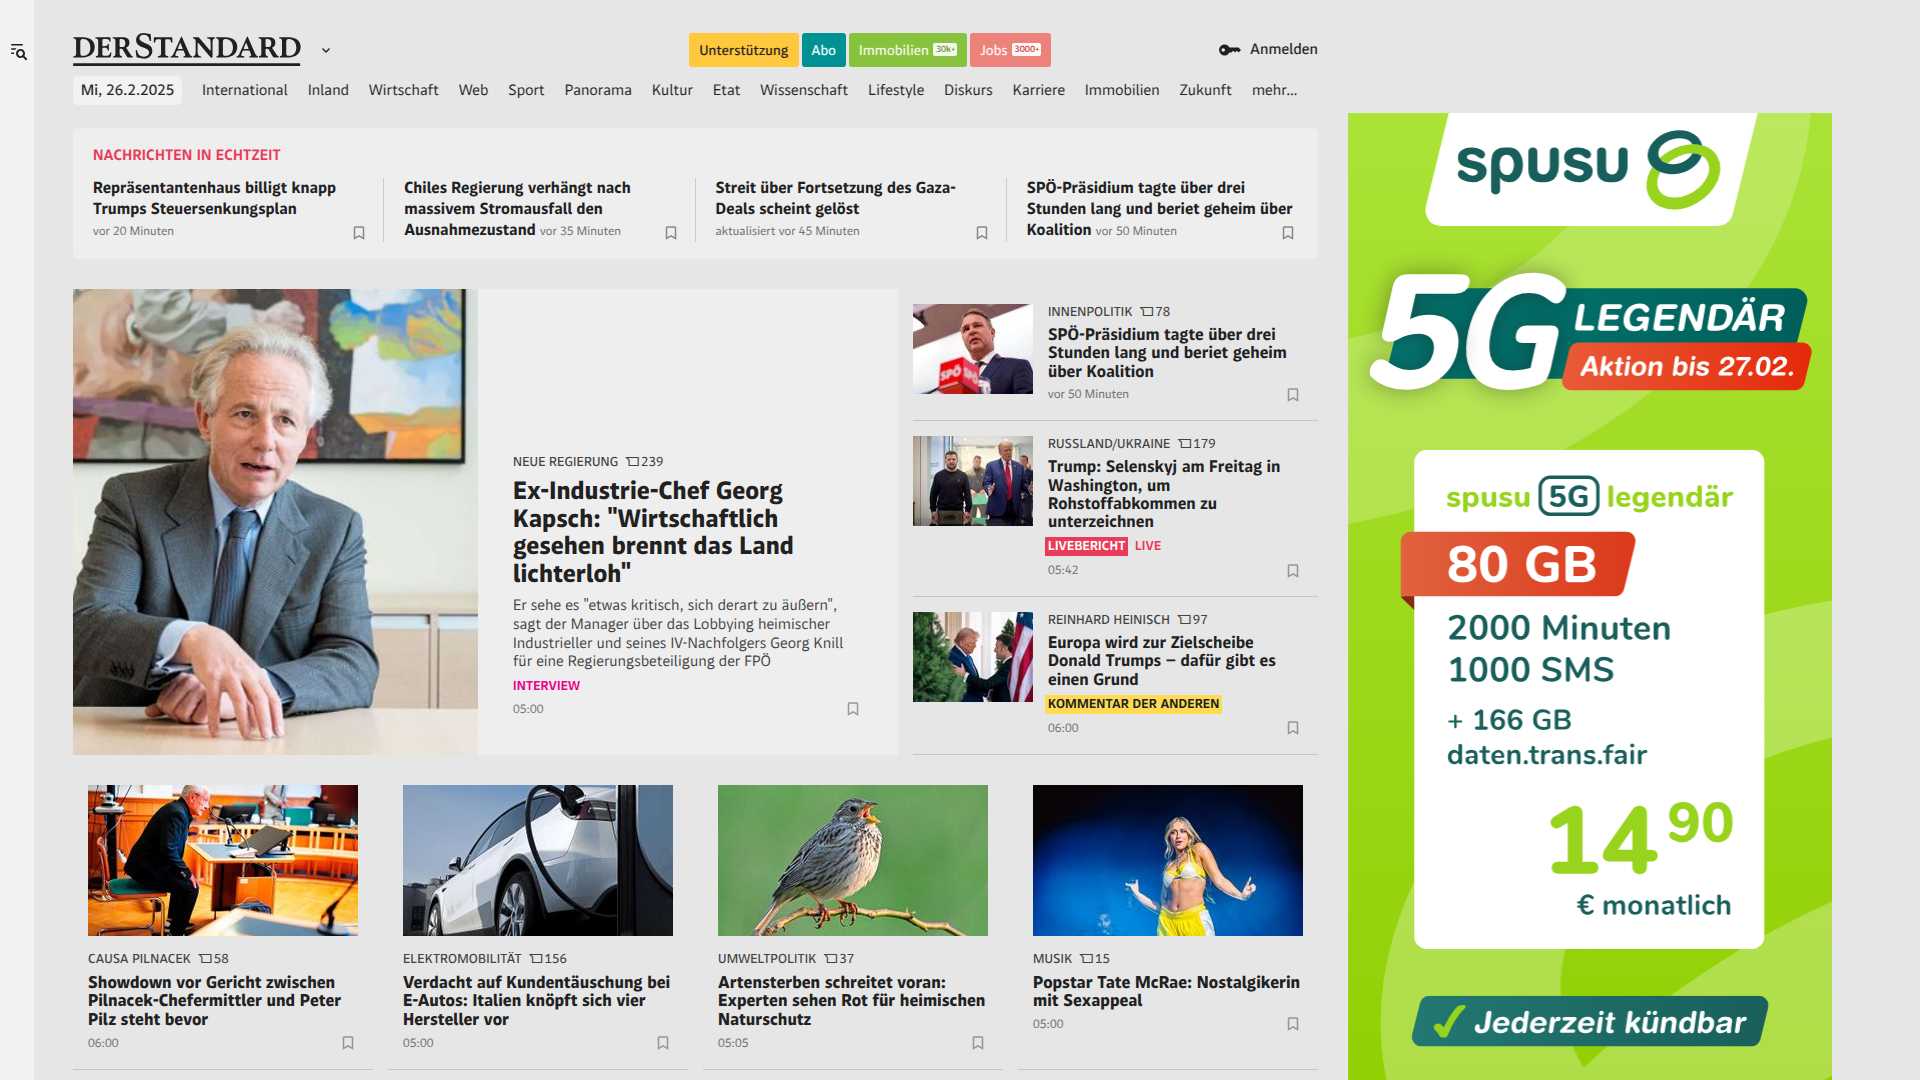 DERSTANDARD
Unterstützung
Abo
Immobilien 30k+
Jobs 3000+
Anmelden
Mi, 26.2.2025
International
Inland
Wirtschaft
Web
Sport
Panorama
Kultur
Etat
Wissenschaft
Lifestyle
Diskurs
Karriere
Immobilien
Zukunft
mehr...
NACHRICHTEN IN ECHTZEIT
Repräsentantenhaus billigt knapp
Trumps Steuersenkungsplan
vor 20 Minuten
Chiles Regierung verhängt nach
massivem Stromausfall den
Ausnahmezustand vor 35 Minuten
Streit über Fortsetzung des Gaza-
Deals scheint gelöst
aktualisiert vor 45 Minuten
SPÖ-Präsidium tagte über drei
Stunden lang und beriet geheim über
Koalition vor 50 Minuten
NEUE REGIERUNG 239
Ex-Industrie-Chef Georg
Kapsch: "Wirtschaftlich
gesehen brennt das Land
lichterloh"
Er sehe es "etwas kritisch, sich derart zu äußern",
sagt der Manager über das Lobbying heimischer
Industrieller und seines IV-Nachfolgers Georg Knill
für eine Regierungsbeteiligung der FPÖ
INTERVIEW
05:00
SPÖ SPÖ
INNENPOLITIK 78
SPÖ-Präsidium tagte über drei
Stunden lang und beriet geheim
über Koalition
vor 50 Minuten
RUSSLAND/UKRAINE 179
Trump: Selenskyj am Freitag in
Washington, um
Rohstoffabkommen zu
unterzeichnen
LIVEBERICHT LIVE
05:42
REINHARD HEINISCH 97
Europa wird zur Zielscheibe
Donald Trumps – dafür gibt es
einen Grund
KOMMENTAR DER ANDEREN
06:00
CAUSA PILNACEK 58
Showdown vor Gericht zwischen
Pilnacek-Chefermittler und Peter
Pilz steht bevor
06:00
ELEKTROMOBILITÄT 156
Verdacht auf Kundentäuschung bei
E-Autos: Italien knöpft sich vier
Hersteller vor
05:00
UMWELTPOLITIK 37
Artensterben schreitet voran:
Experten sehen Rot für heimischen
Naturschutz
05:05
MUSIK 15
Popstar Tate McRae: Nostalgikerin
mit Sexappeal
05:00
spusu
5G LEGENDÄR
Aktion bis 27.02.
spusu 5G legendär
80 GB
2000 Minuten
1000 SMS
+ 166 GB
daten.trans.fair
14 90
€ monatlich
Jederzeit kündbar